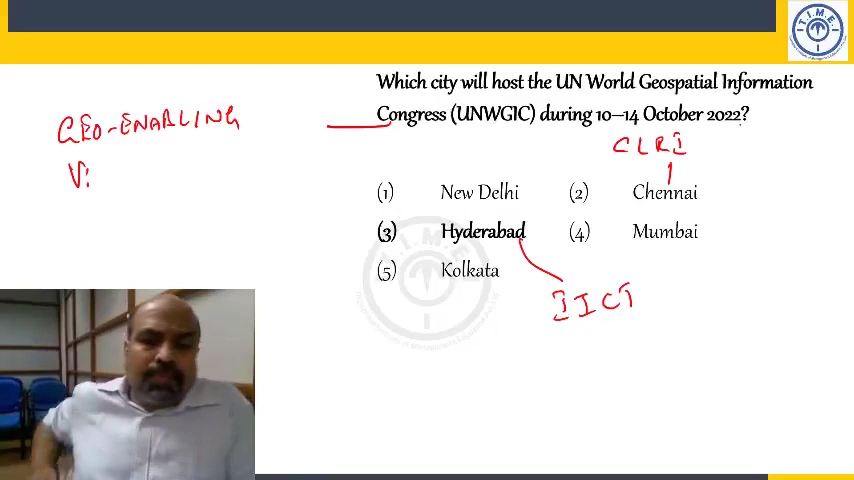 T.I.M.E.
Which city will host the UN World Geospatial Information
Congress (UNWGIC) during 10–14 October 2022?
GEO-ENABLING
Vi
CLRI
(1) New Delhi (2) Chennai
(3) Hyderabad (4) Mumbai
(5) Kolkata
IICT
T.I.M.E.